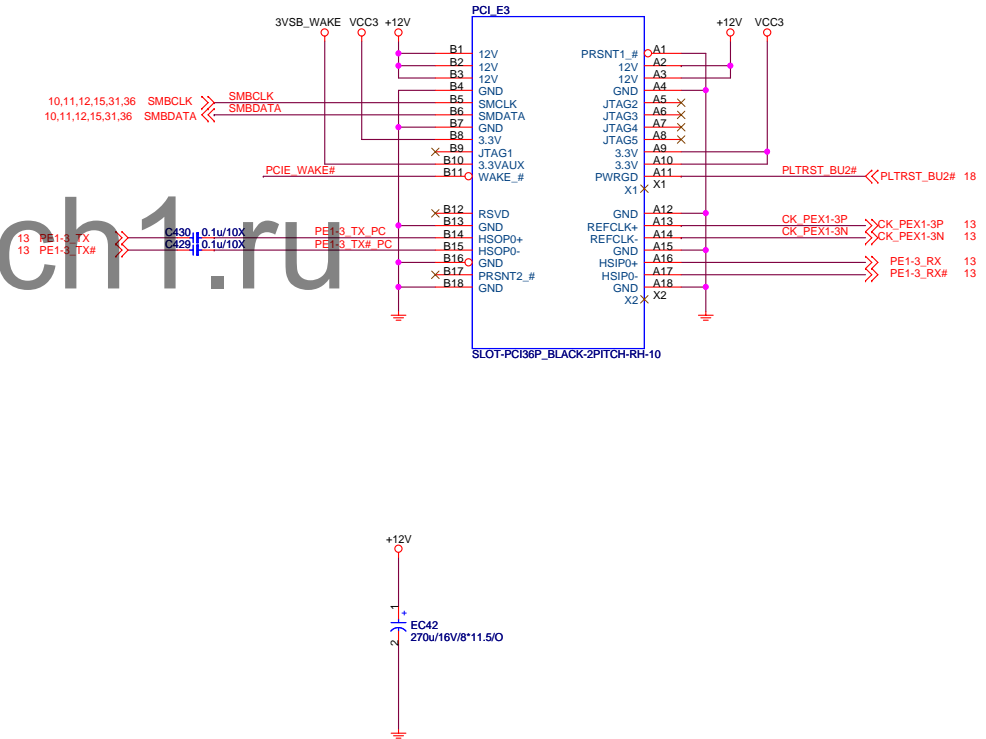 PCI_E3
3VSB_WAKE VCC3 +12V
+12V VCC3
B1 12V PRSNT1_# A1
B2 12V 12V A2
B3 12V 12V A3
B4 GND GND A4
10,11,12,15,31,36 SMBCLK SMBCLK B5 SMCLK JTAG2 A5
10,11,12,15,31,36 SMBDATA SMBDATA B6 SMDATA JTAG3 A6
B7 GND JTAG4 A7
B8 3.3V JTAG5 A8
B9 JTAG1 3.3V A9
B10 3.3VAUX 3.3V A10
PCIE_WAKE# B11 WAKE_# PWRGD A11 PLTRST_BU2# PLTRST_BU2# 18
X1 X1
B12 RSVD GND A12
B13 GND REFCLK+ A13 CK_PEX1-3P CK_PEX1-3P 13
13 PE1-3_TX C430 0.1u/10X PE1-3_TX_PC B14 HSOP0+ REFCLK- A14 CK_PEX1-3N CK_PEX1-3N 13
13 PE1-3_TX# C429 0.1u/10X PE1-3_TX#_PC B15 HSOP0- GND A15
B16 GND HSIP0+ A16 PE1-3_RX 13
B17 PRSNT2_# HSIP0- A17 PE1-3_RX# 13
B18 GND GND A18
X2 X2
ch1.ru
SLOT-PCI36P_BLACK-2PITCH-RH-10
+12V
1
+
EC42
270u/16V/8*11.5/O
2